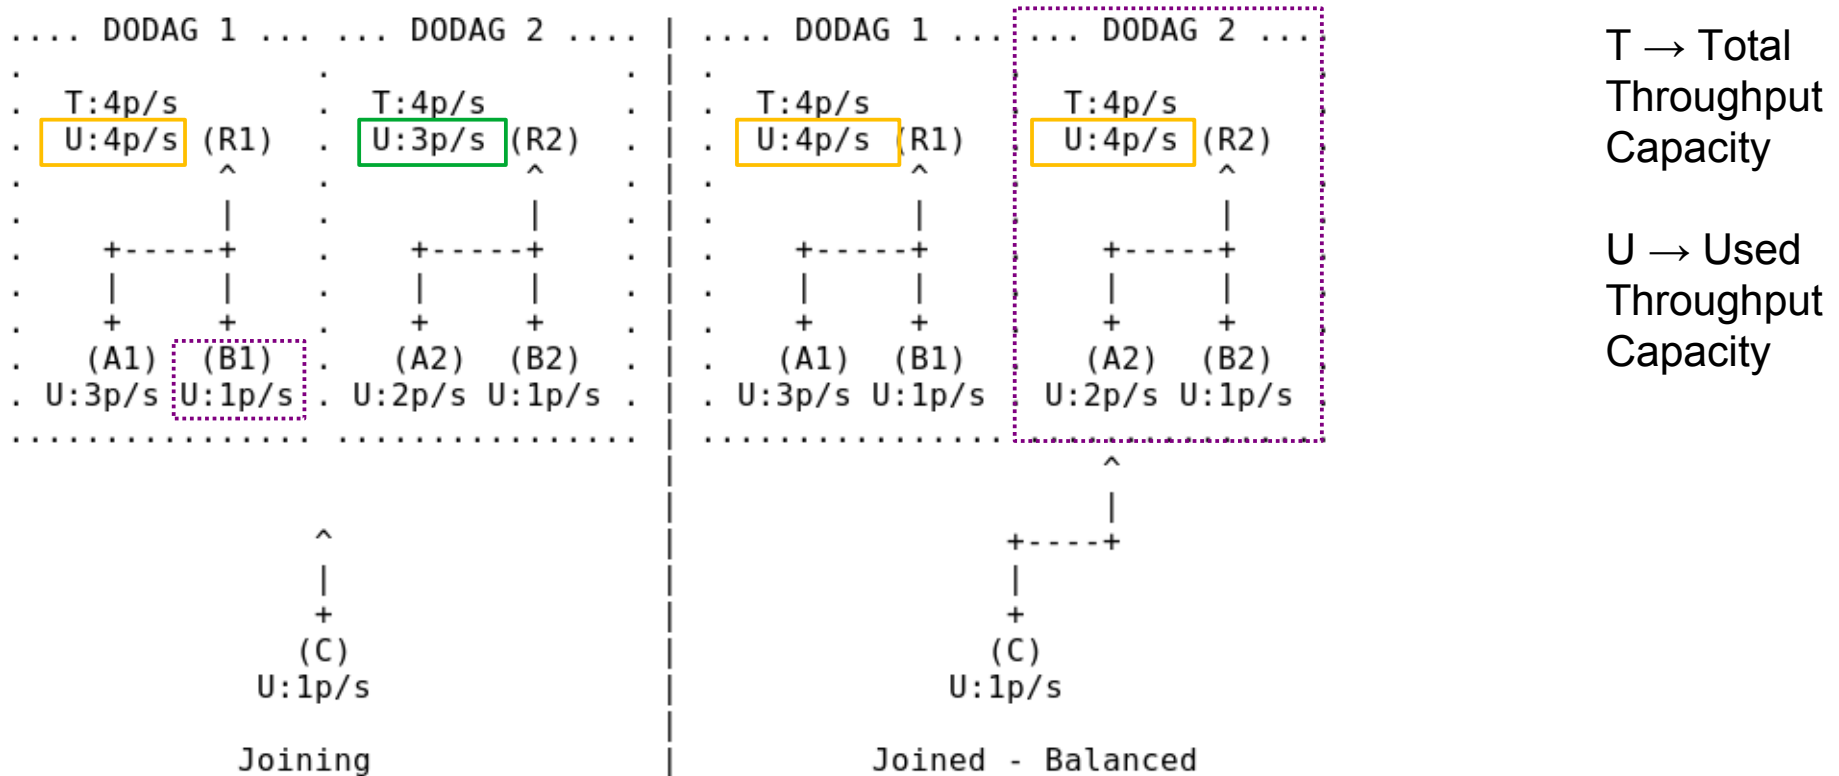 .... DODAG 1 ... ... DODAG 2 .... | .... DODAG 1 ... ... DODAG 2 ....
.                .                . | .                .                .
.  T:4p/s        .  T:4p/s        . | .  T:4p/s        .  T:4p/s        .
.  U:4p/s (R1)   .  U:3p/s (R2)   . | .  U:4p/s (R1)   .  U:4p/s (R2)   .
.           ^    .           ^    . | .           ^    .           ^    .
.           |    .           |    . | .           |    .           |    .
.     +-----+    .     +-----+    . | .     +-----+    .     +-----+    .
.     |     |    .     |     |    . | .     |     |    .     |     |    .
.     +     +    .     +     +    . | .     +     +    .     +     +    .
.    (A1)  (B1)  .    (A2)  (B2)  . | .    (A1)  (B1)  .    (A2)  (B2)  .
. U:3p/s U:1p/s . U:2p/s U:1p/s . | . U:3p/s U:1p/s . U:2p/s U:1p/s .
................ ................ | ................ ................
                                  |                       ^
                                  |                       |
                ^                 |                  +----+
                |                 |                  |
                +                 |                  +
               (C)                |                 (C)
             U:1p/s               |               U:1p/s
                                  |
            Joining               |           Joined - Balanced
T → Total
Throughput
Capacity
U → Used
Throughput
Capacity